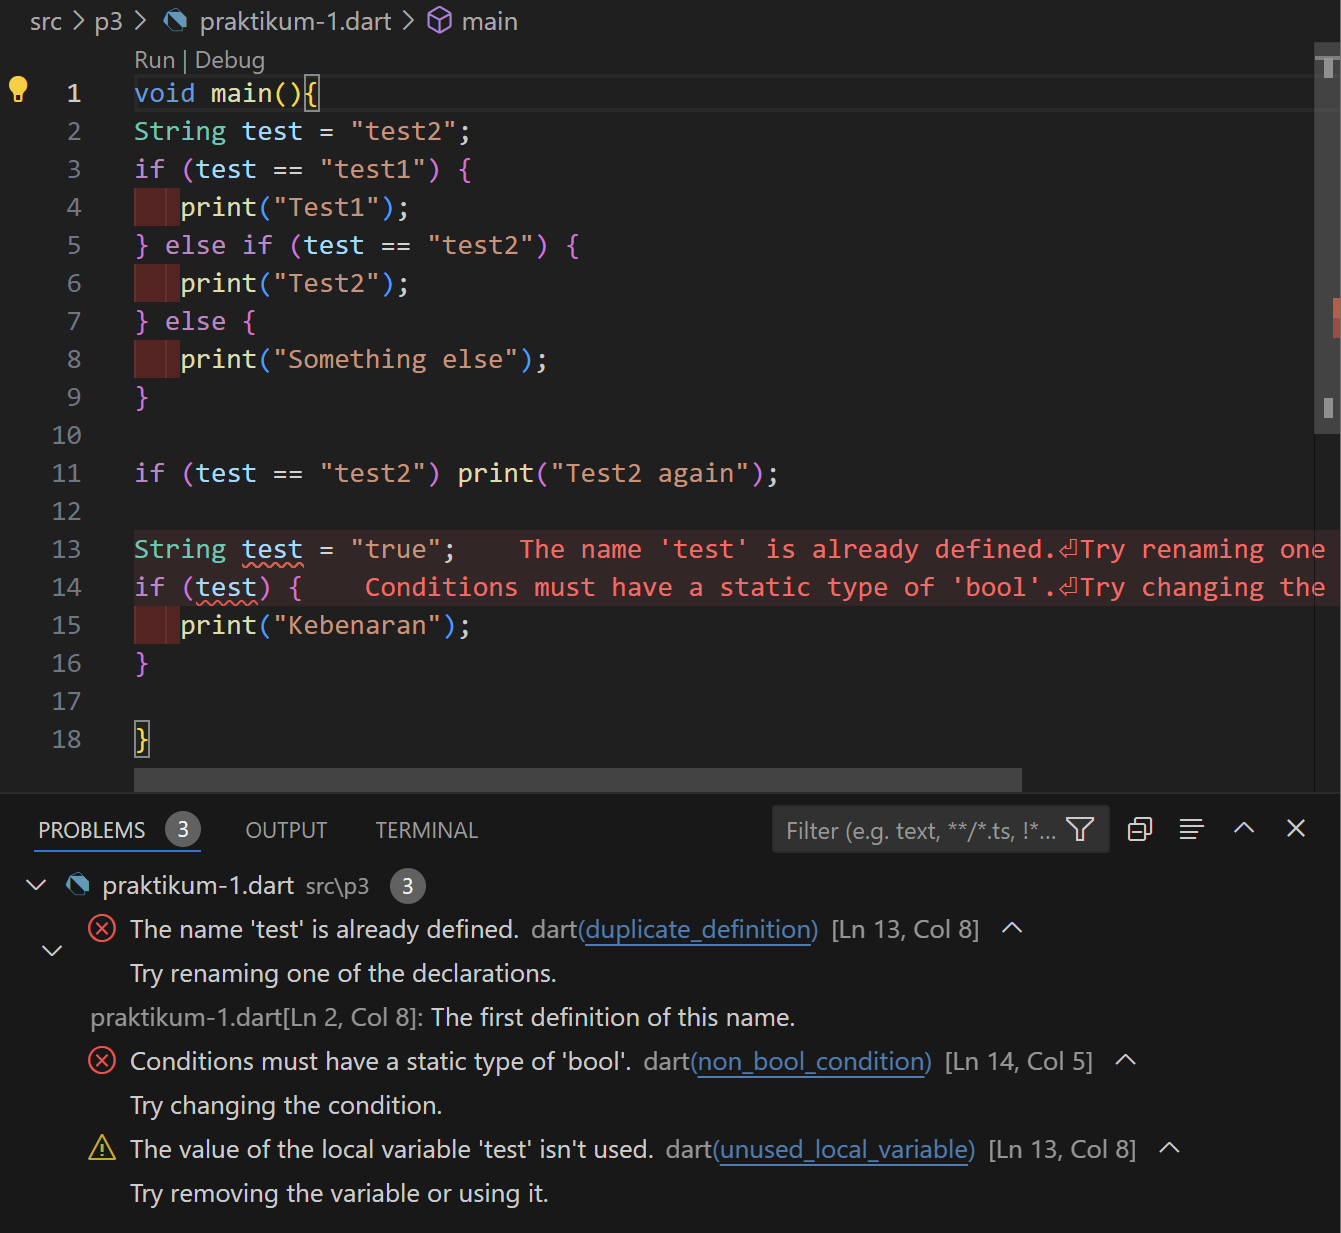 src > p3 > praktikum-1.dart > main
Run | Debug
1 void main(){
2 String test = "test2";
3 if (test == "test1") {
4    print("Test1");
5 } else if (test == "test2") {
6    print("Test2");
7 } else {
8    print("Something else");
9 }
10
11 if (test == "test2") print("Test2 again");
12
13 String test = "true";    The name 'test' is already defined.⏎Try renaming one
14 if (test) {    Conditions must have a static type of 'bool'.⏎Try changing the
15    print("Kebenaran");
16 }
17
18 }
PROBLEMS 3 OUTPUT TERMINAL Filter (e.g. text, **/*.ts, !*...
praktikum-1.dart src\p3 3
The name 'test' is already defined. dart(duplicate_definition) [Ln 13, Col 8]
Try renaming one of the declarations.
praktikum-1.dart[Ln 2, Col 8]: The first definition of this name.
Conditions must have a static type of 'bool'. dart(non_bool_condition) [Ln 14, Col 5]
Try changing the condition.
The value of the local variable 'test' isn't used. dart(unused_local_variable) [Ln 13, Col 8]
Try removing the variable or using it.